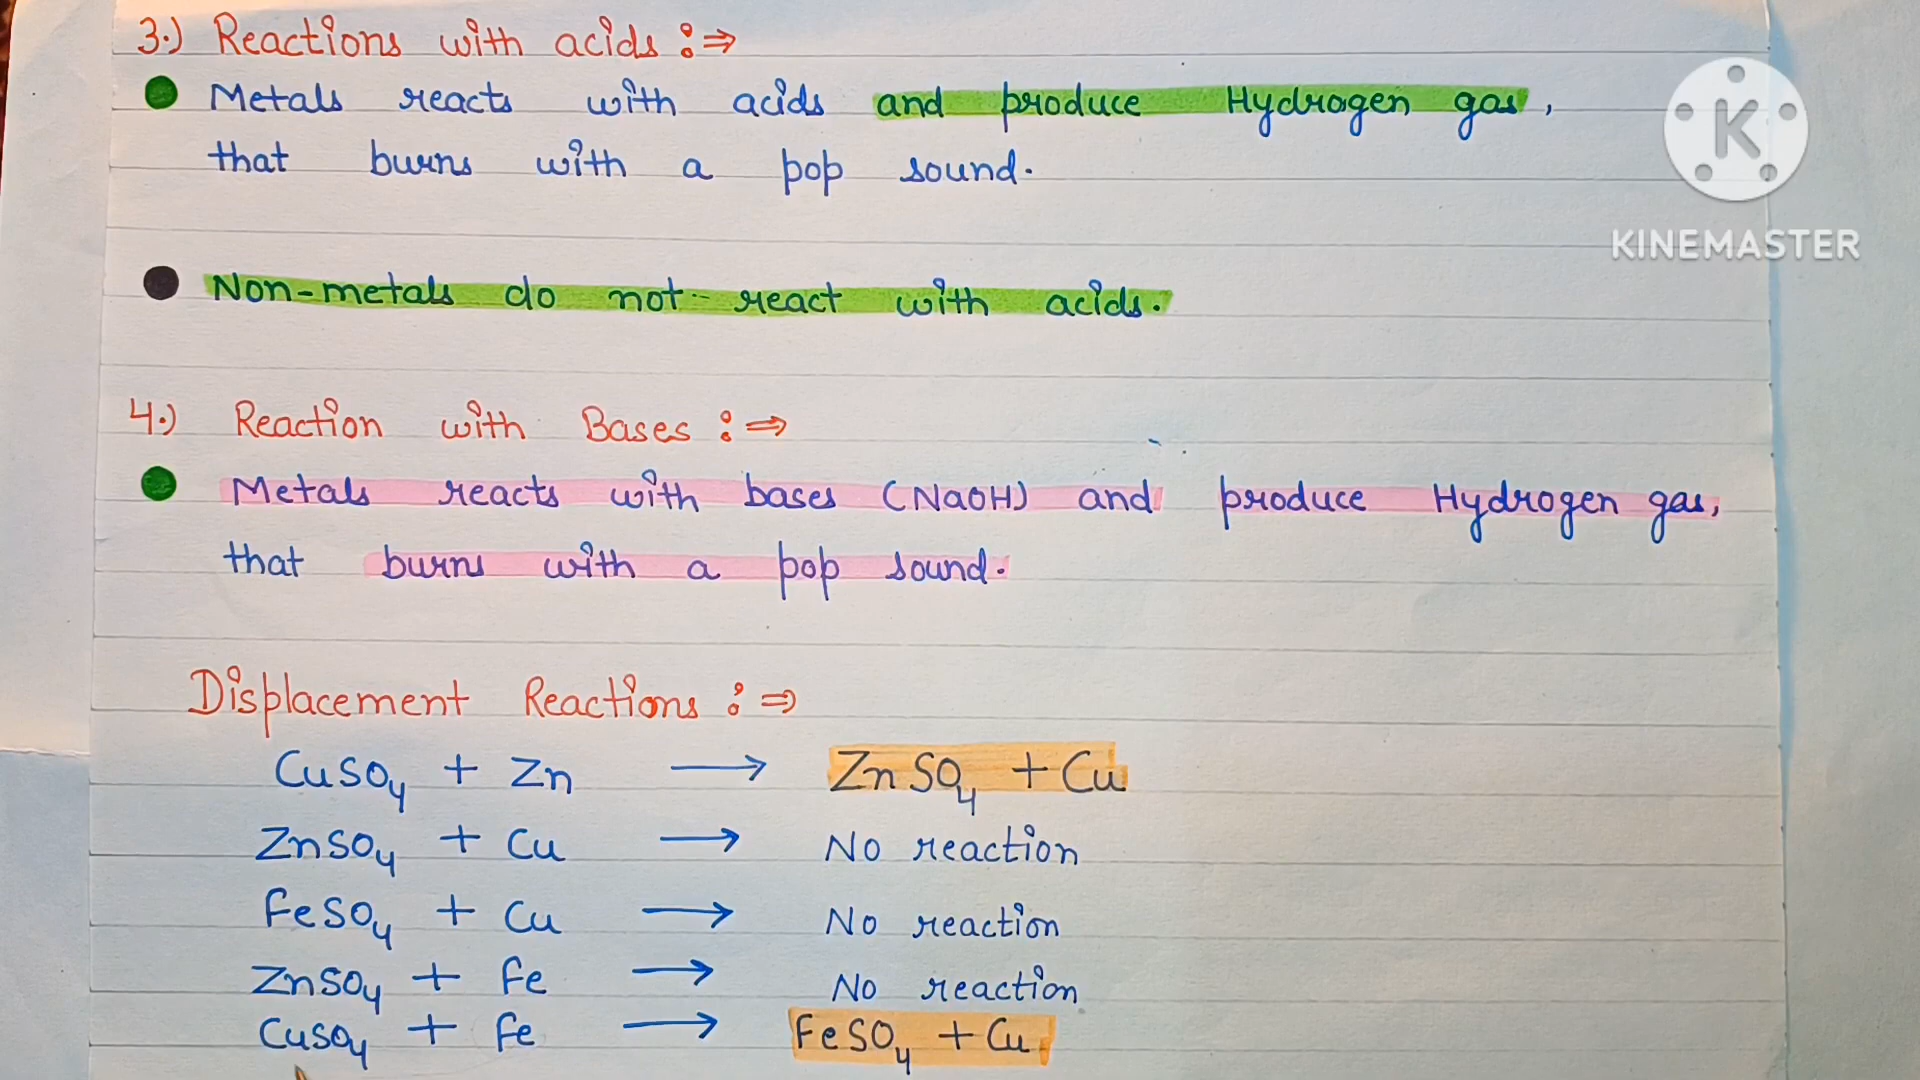 3.) Reactions with acids :⇒
Metals reacts with acids and produce Hydrogen gas,
that burns with a pop sound.
K
KINEMASTER
Non-metals do not react with acids.
4.) Reaction with Bases :⇒
Metals reacts with bases (NaOH) and produce Hydrogen gas,
that burns with a pop sound.
Displacement Reactions :⇒
CuSO₄ + Zn → ZnSO₄ + Cu
ZnSO₄ + Cu → No reaction
FeSO₄ + Cu → No reaction
ZnSO₄ + Fe → No reaction
CuSO₄ + Fe → FeSO₄ + Cu